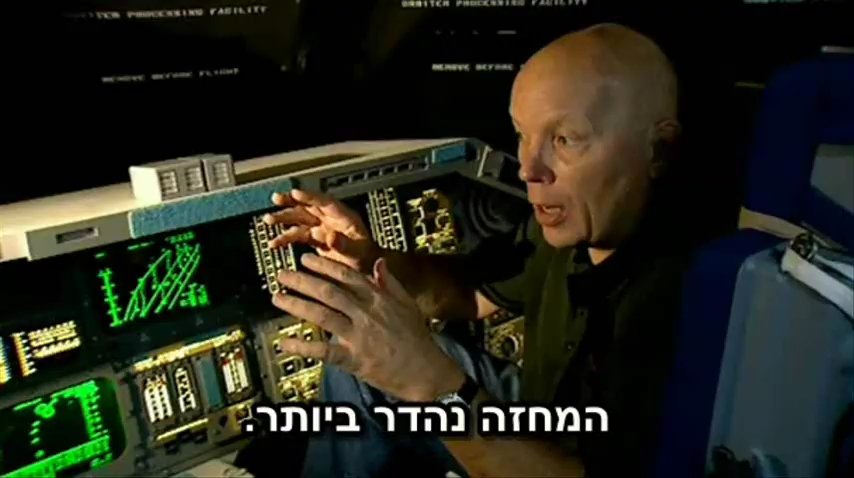 ORBITER PROCESSING FACILITY
ORBITER PROCESSING FACILITY
REMOVE BEFORE FLIGHT
REMOVE BEFORE
המחזה נהדר ביותר.